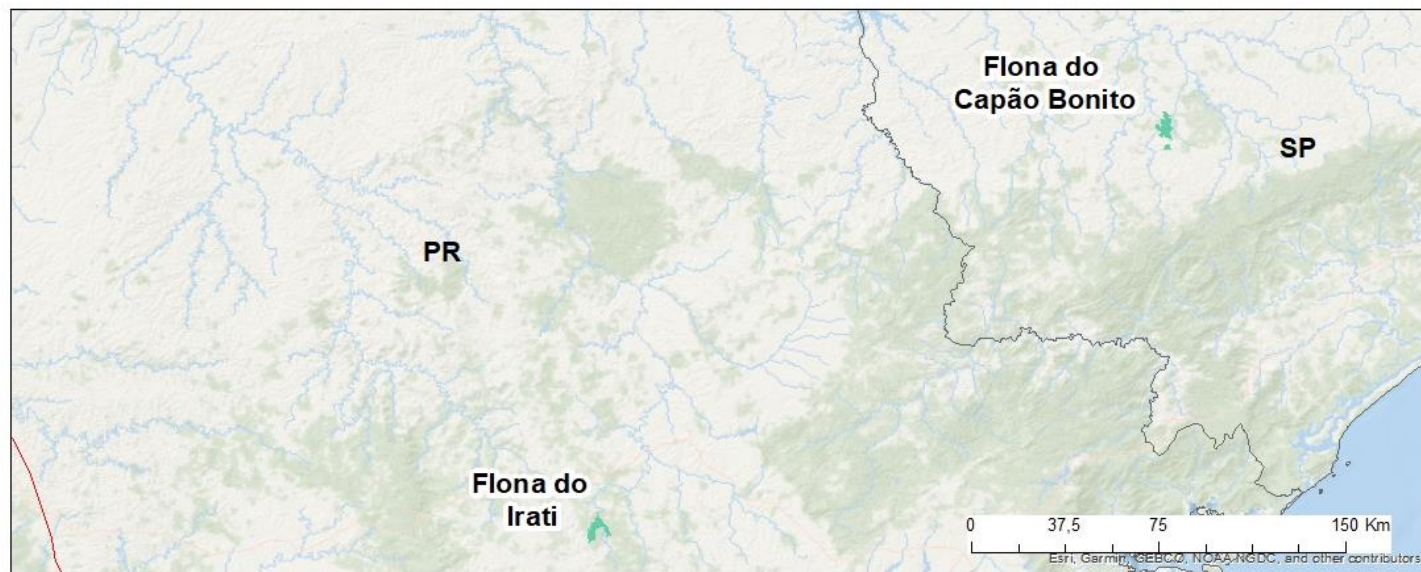 Flona do
Capão Bonito
SP
PR
Flona do
Irati
0 37,5 75 150 Km
Esri, Garmin, GEBCO, NOAA NGDC, and other contributors